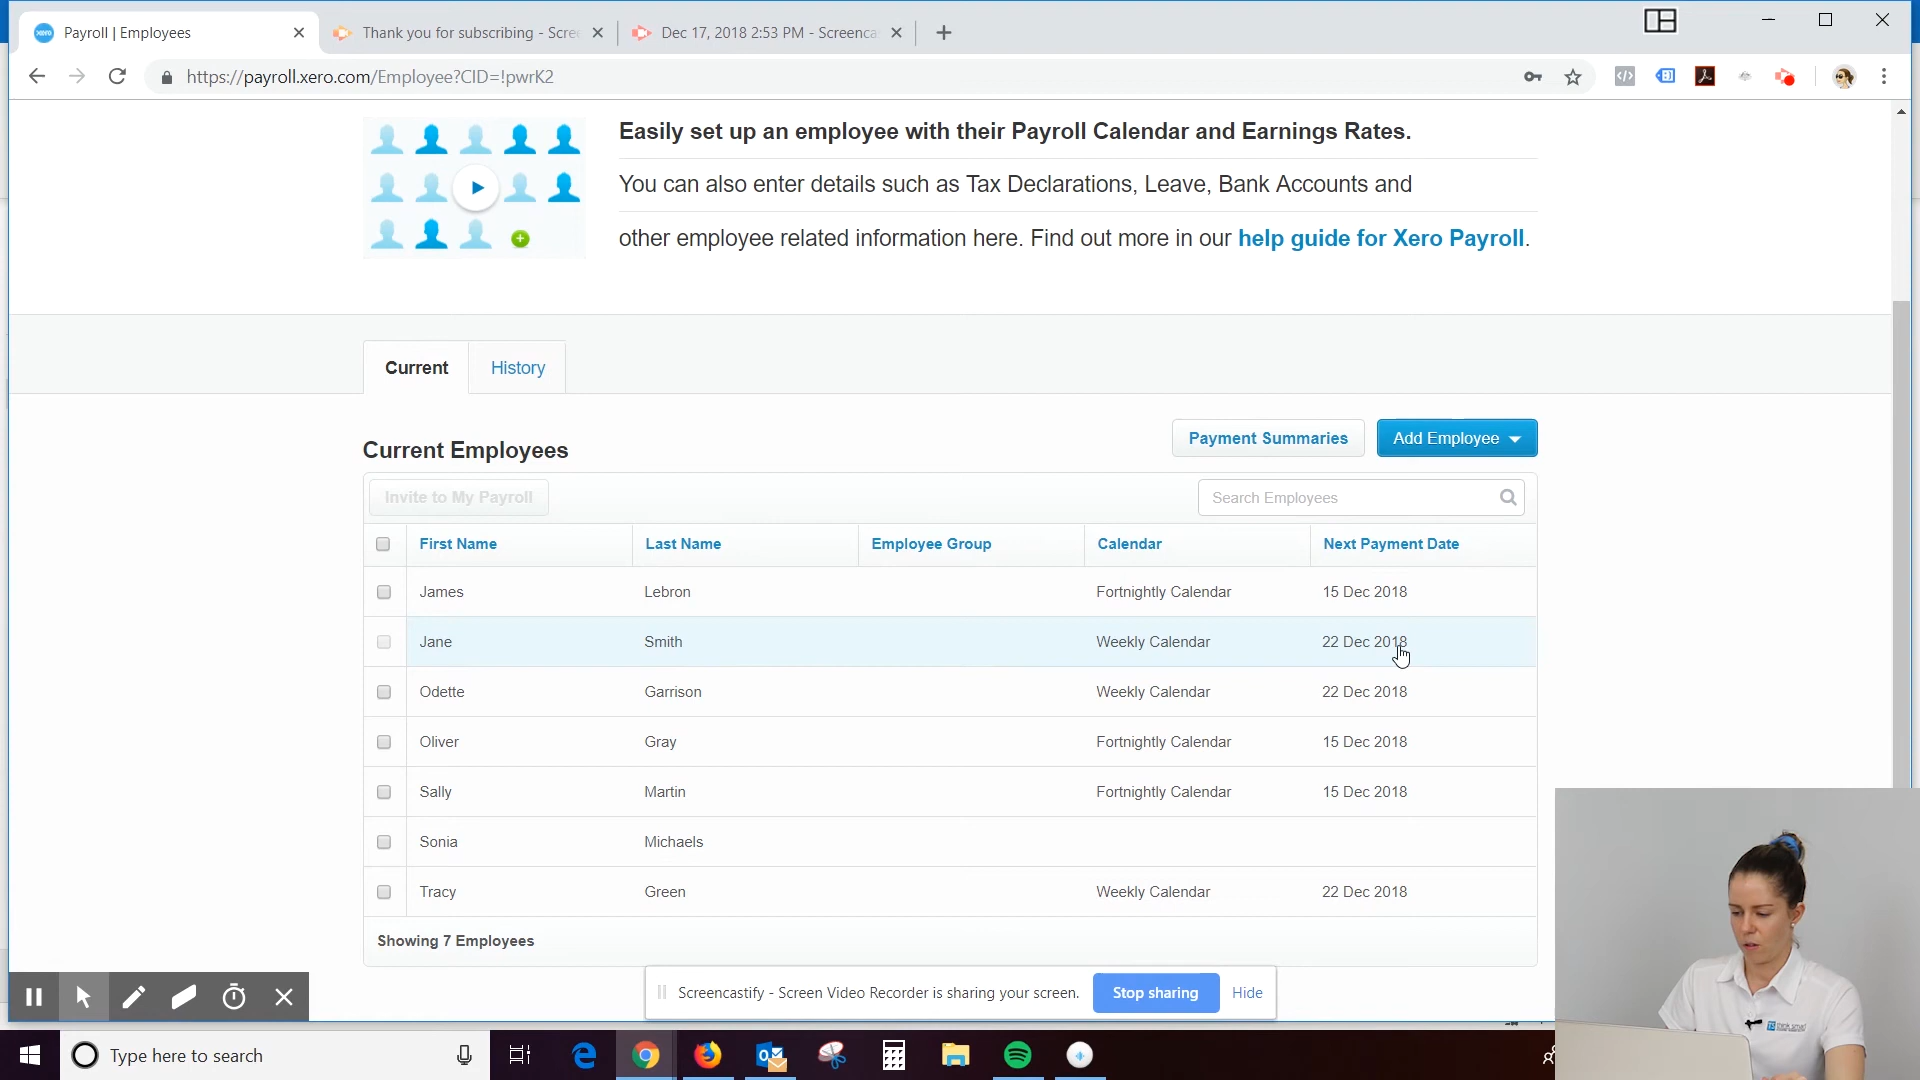 xero Payroll | Employees
Thank you for subscribing - Scre
Dec 17, 2018 2:53 PM - Screenca
https://payroll.xero.com/Employee?CID=!pwrK2
Easily set up an employee with their Payroll Calendar and Earnings Rates.
You can also enter details such as Tax Declarations, Leave, Bank Accounts and
other employee related information here. Find out more in our help guide for Xero Payroll.
Current
History
Current Employees
Payment Summaries
Add Employee
Invite to My Payroll
Search Employees
First Name Last Name Employee Group Calendar Next Payment Date
James Lebron Fortnightly Calendar 15 Dec 2018
Jane Smith Weekly Calendar 22 Dec 2018
Odette Garrison Weekly Calendar 22 Dec 2018
Oliver Gray Fortnightly Calendar 15 Dec 2018
Sally Martin Fortnightly Calendar 15 Dec 2018
Sonia Michaels
Tracy Green Weekly Calendar 22 Dec 2018
Showing 7 Employees
Screencastify - Screen Video Recorder is sharing your screen.
Stop sharing
Hide
Type here to search